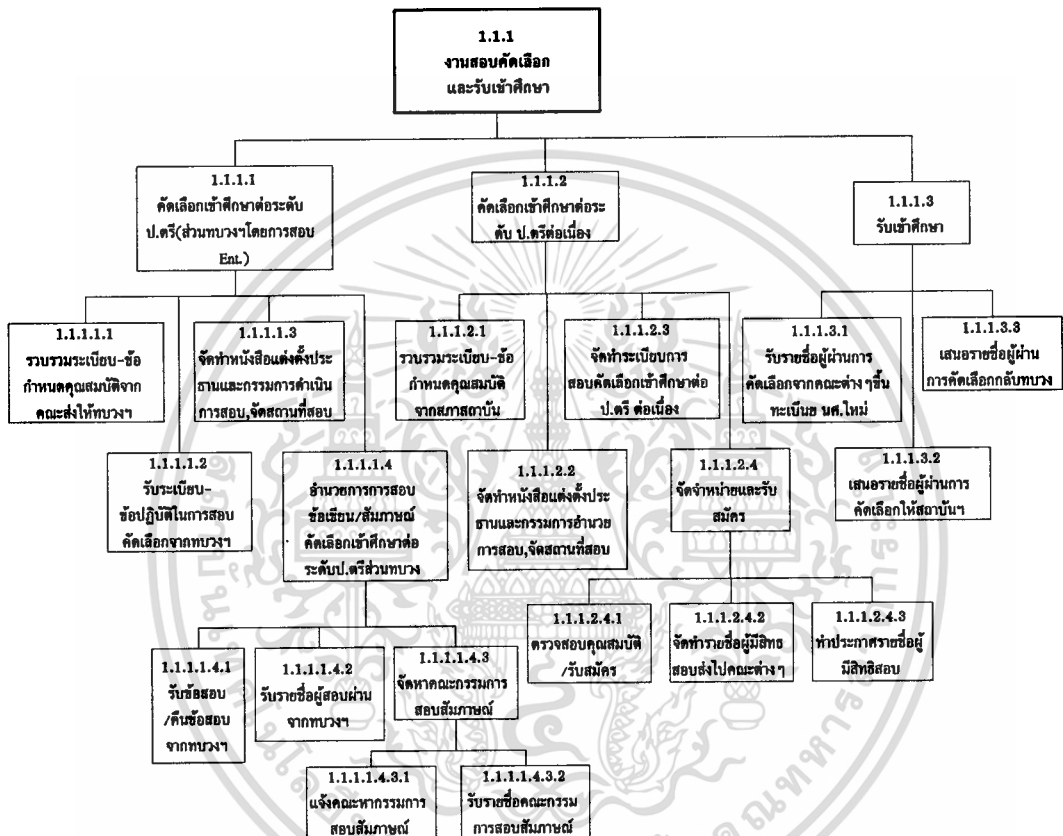 1.1.1
งานสอบคัดเลือก
และรับเข้าศึกษา
1.1.1.1
คัดเลือกเข้าศึกษาต่อระดับ
ป.ตรี(ส่วนทบวงฯโดยการสอบ
Ent.)
1.1.1.2
คัดเลือกเข้าศึกษาต่อระ
ดับ ป.ตรีต่อเนื่อง
1.1.1.3
รับเข้าศึกษา
1.1.1.1.1
รวบรวมระเบียบ-ข้อ
กำหนดคุณสมบัติจาก
คณะส่งให้ทบวงฯ
1.1.1.1.3
จัดทำหนังสือแต่งตั้งประ
ธานและกรรมการดำเนิน
การสอบ,จัดสถานที่สอบ
1.1.1.2.1
รวบรวมระเบียบ-ข้อ
กำหนดคุณสมบัติ
จากสภาสถาบัน
1.1.1.2.3
จัดทำระเบียบการ
สอบคัดเลือกเข้าศึกษาต่อ
ป.ตรี ต่อเนื่อง
1.1.1.3.1
รับรายชื่อผู้ผ่านการ
คัดเลือกจากคณะต่างๆขึ้น
ทะเบียน นศ.ใหม่
1.1.1.3.3
เสนอรายชื่อผู้ผ่าน
การคัดเลือกกลับทบวง
1.1.1.1.2
รับระเบียบ-
ข้อปฏิบัติในการสอบ
คัดเลือกจากทบวงฯ
1.1.1.1.4
อำนวยการการสอบ
ข้อเขียน/สัมภาษณ์
คัดเลือกเข้าศึกษาต่อ
ระดับป.ตรีส่วนทบวง
1.1.1.2.2
จัดทำหนังสือแต่งตั้งประ
ธานและกรรมการอำนวย
การสอบ,จัดสถานที่สอบ
1.1.1.2.4
จัดจำหน่ายและรับ
สมัคร
1.1.1.3.2
เสนอรายชื่อผู้ผ่านการ
คัดเลือกให้สถาบันฯ
1.1.1.2.4.1
ตรวจสอบคุณสมบัติ
/รับสมัคร
1.1.1.2.4.2
จัดทำรายชื่อผู้มีสิทธ
สอบส่งไปคณะต่างๆ
1.1.1.2.4.3
ทำประกาศรายชื่อผู้
มีสิทธิสอบ
1.1.1.1.4.1
รับข้อสอบ
/คืนข้อสอบ
จากทบวงฯ
1.1.1.1.4.2
รับรายชื่อผู้สอบผ่าน
จากทบวงฯ
1.1.1.1.4.3
จัดหาคณะกรรมการ
สอบสัมภาษณ์
1.1.1.1.4.3.1
แจ้งคณะหากรรมการ
สอบสัมภาษณ์
1.1.1.1.4.3.2
รับรายชื่อคณะกรรม
การสอบสัมภาษณ์